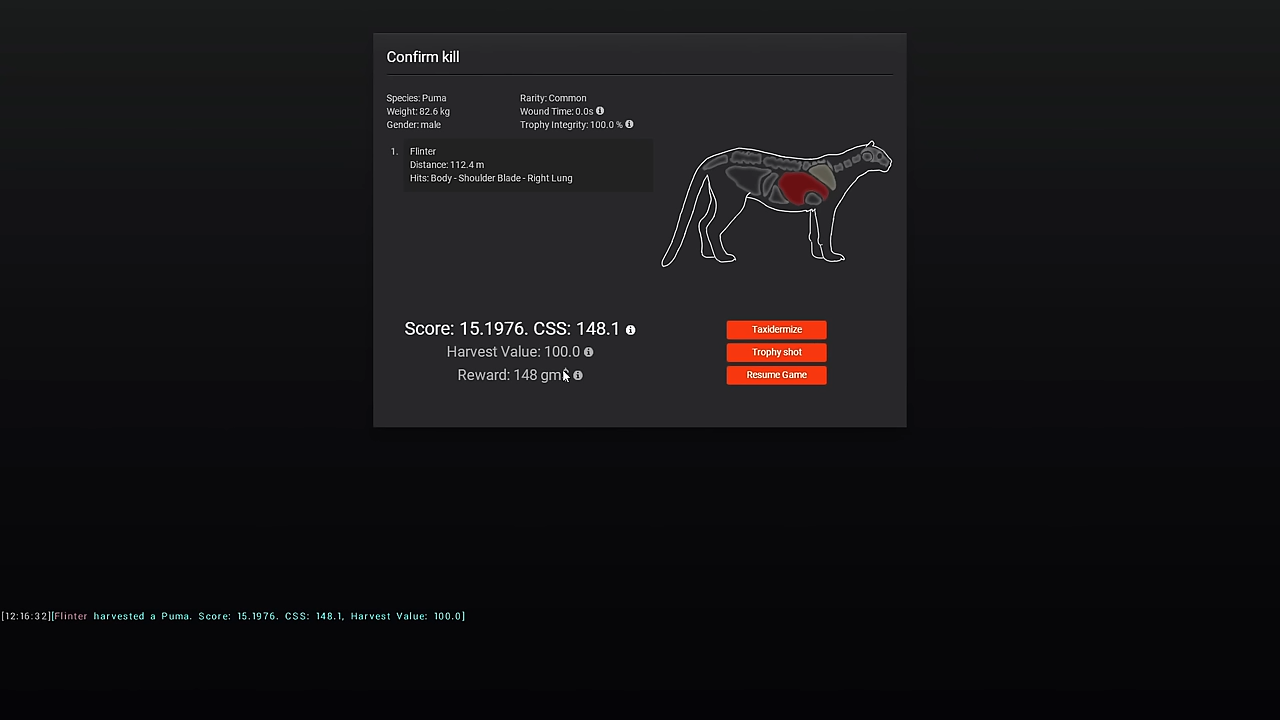 Confirm kill
Species: Puma
Rarity: Common
Weight: 82.6 kg
Wound Time: 0.0s
Gender: male
Trophy Integrity: 100.0 %
1. Flinter
Distance: 112.4 m
Hits: Body - Shoulder Blade - Right Lung
Score: 15.1976. CSS: 148.1
Harvest Value: 100.0
Reward: 148 gm$
Taxidermize
Trophy shot
Resume Game
[12:16:32][Flinter harvested a Puma. Score: 15.1976. CSS: 148.1, Harvest Value: 100.0]